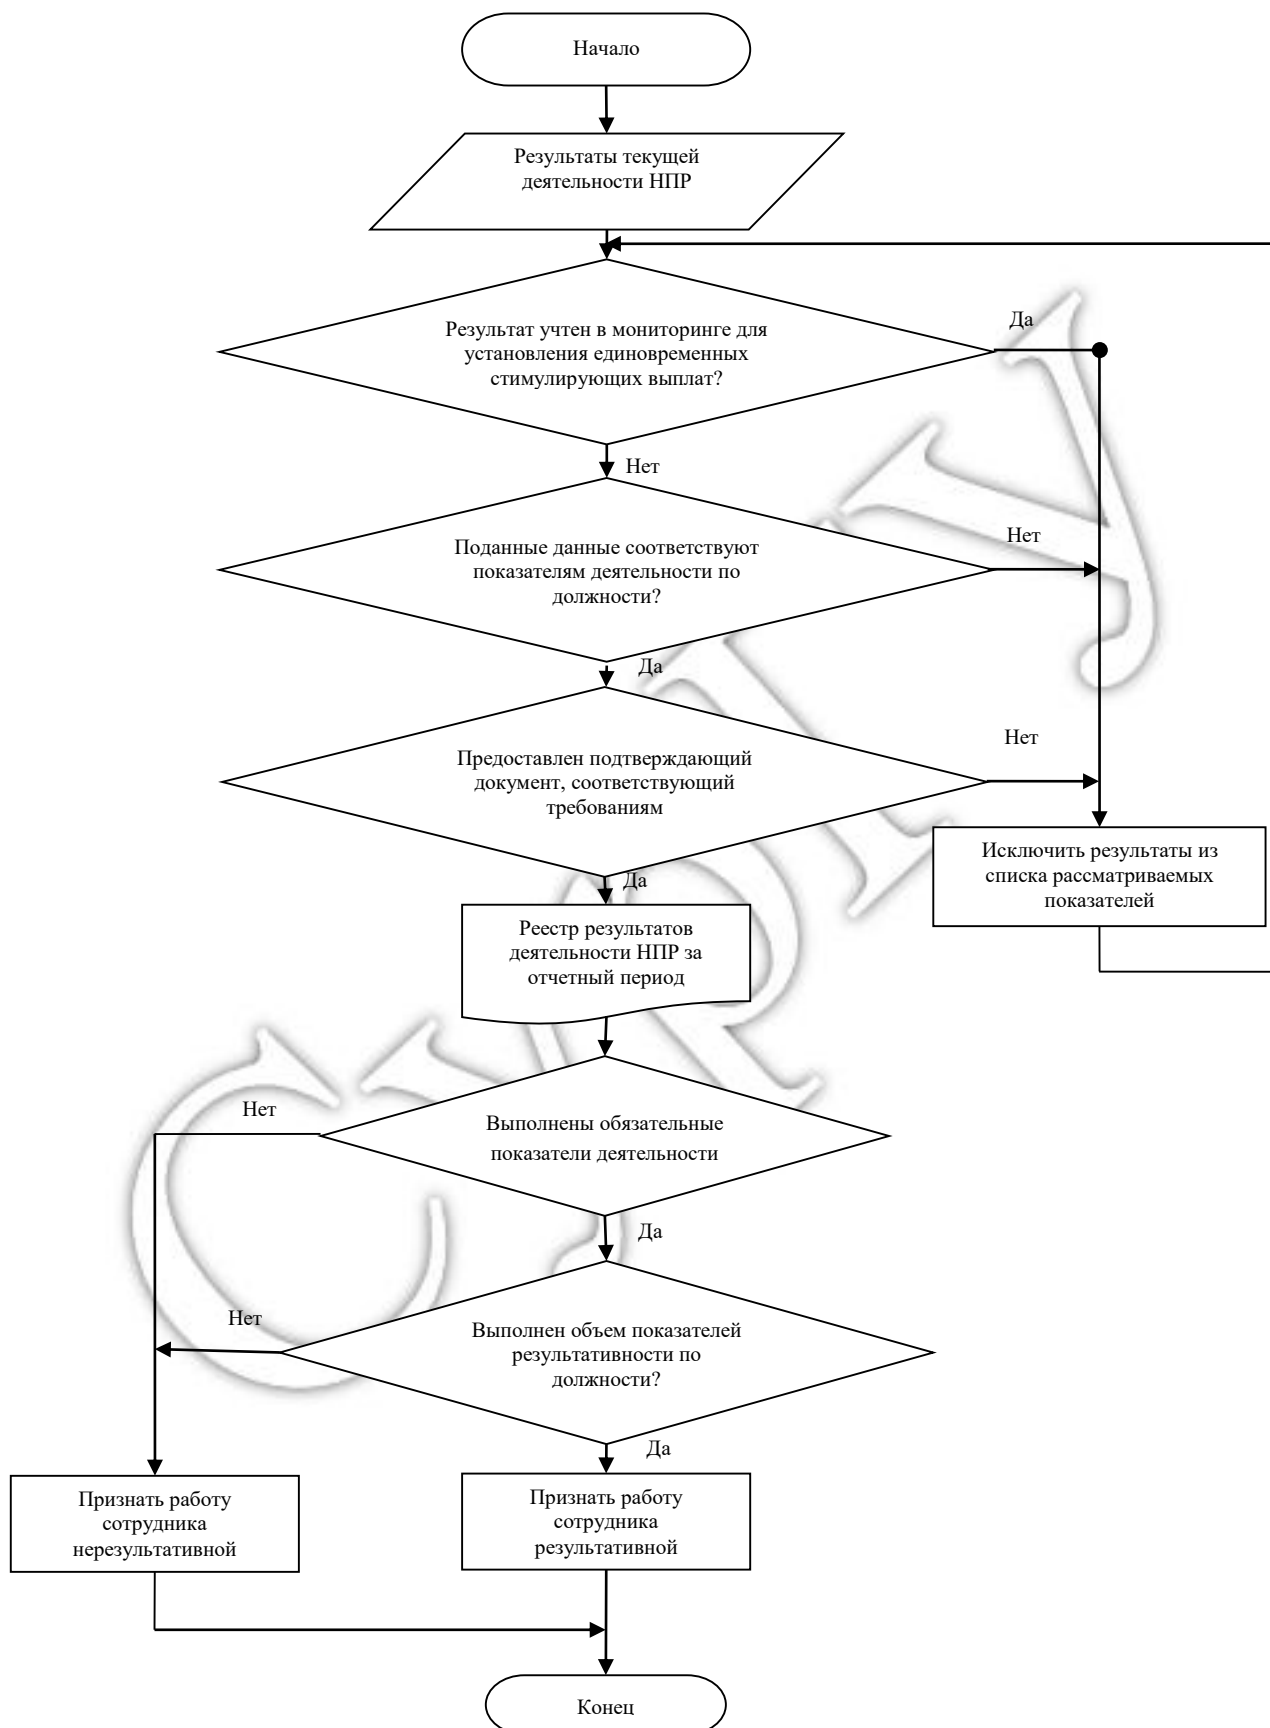 Начало
Результаты текущей
деятельности НПР
Результат учтен в мониторинге для
установления единовременных
стимулирующих выплат?
Да
Нет
Поданные данные соответствуют
показателям деятельности по
должности?
Нет
Да
Предоставлен подтверждающий
документ, соответствующий
требованиям
Нет
Да
Исключить результаты из
списка рассматриваемых
показателей
Реестр результатов
деятельности НПР за
отчетный период
Нет
Выполнены обязательные
показатели деятельности
Да
Нет
Выполнен объем показателей
результативности по
должности?
Да
Признать работу
сотрудника
нерезультативной
Признать работу
сотрудника
результативной
Конец